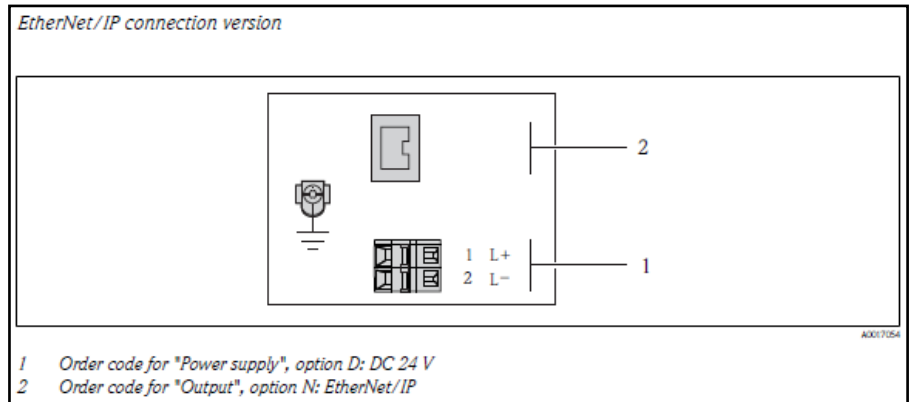 EtherNet/IP connection version
2
1 L+
2 L-
1
A0017054
1 Order code for "Power supply", option D: DC 24 V
2 Order code for "Output", option N: EtherNet/IP